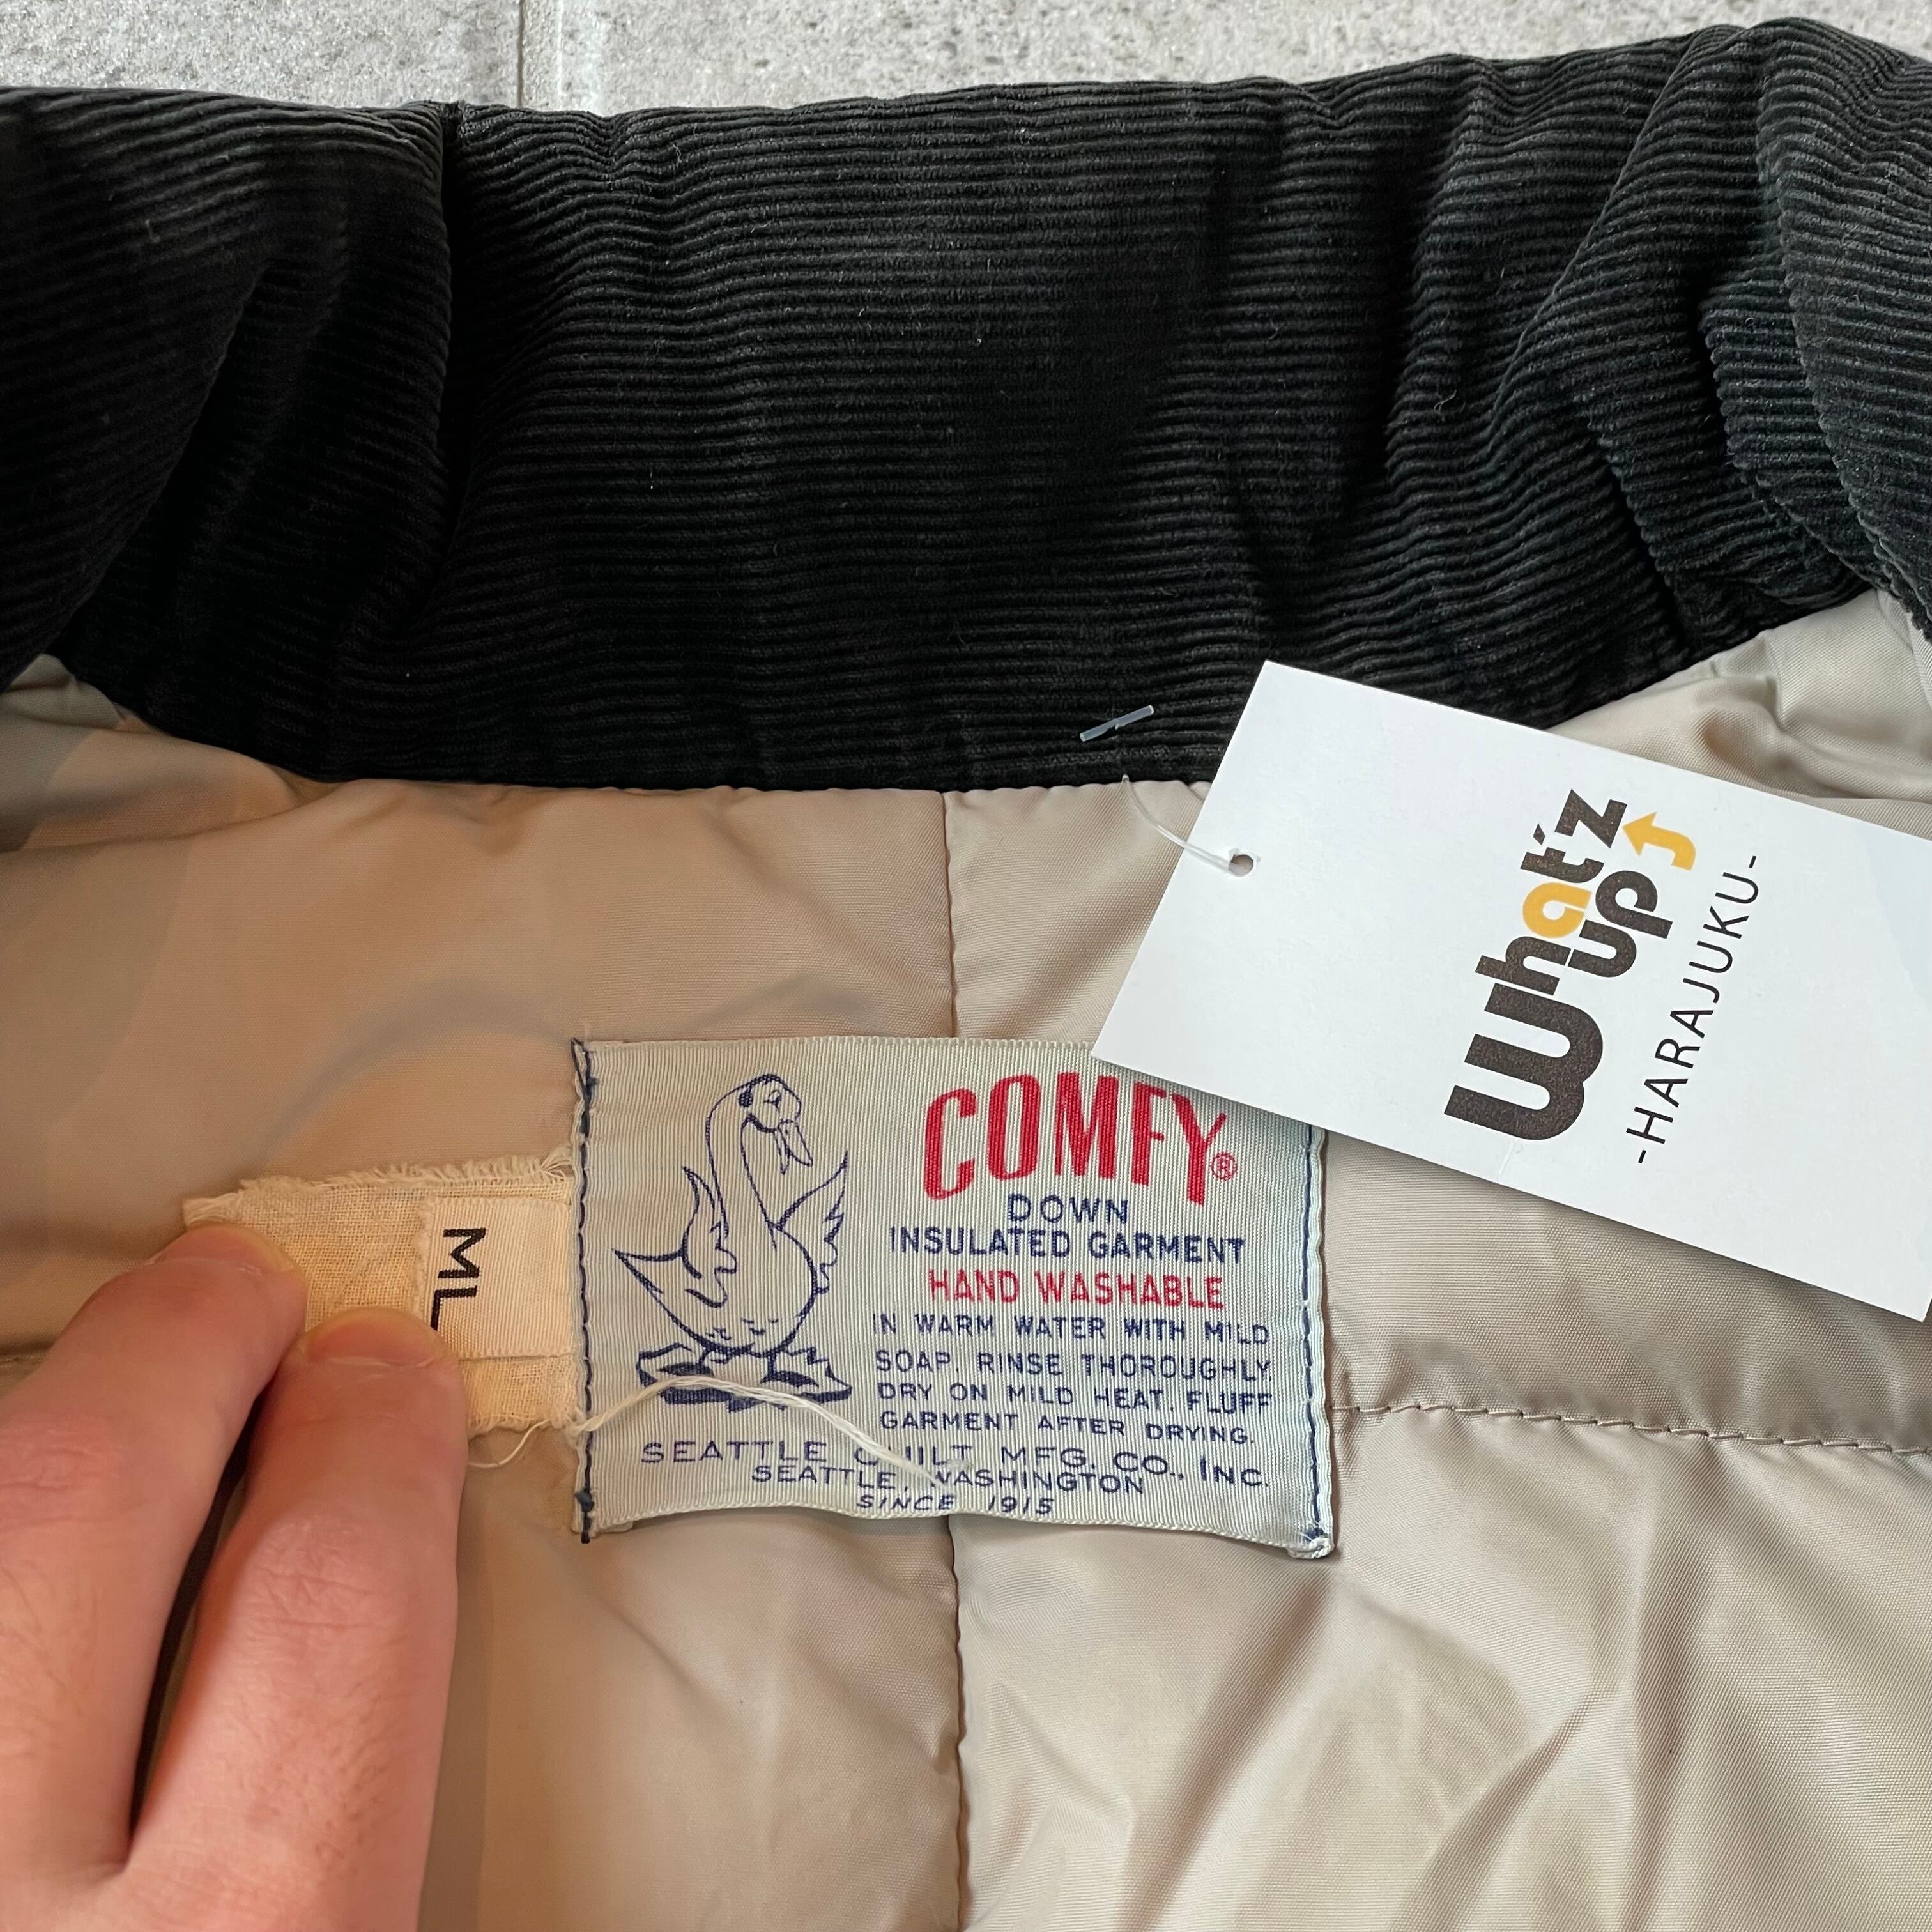 What'z
up
-HARAJUKU-
COMFY®
DOWN
INSULATED GARMENT
HAND WASHABLE
IN WARM WATER WITH MILD
SOAP. RINSE THOROUGHLY.
DRY ON MILD HEAT. FLUFF
GARMENT AFTER DRYING.
SEATTLE QUILT MFG. CO., INC.
SEATTLE, WASHINGTON
SINCE 1915
ML